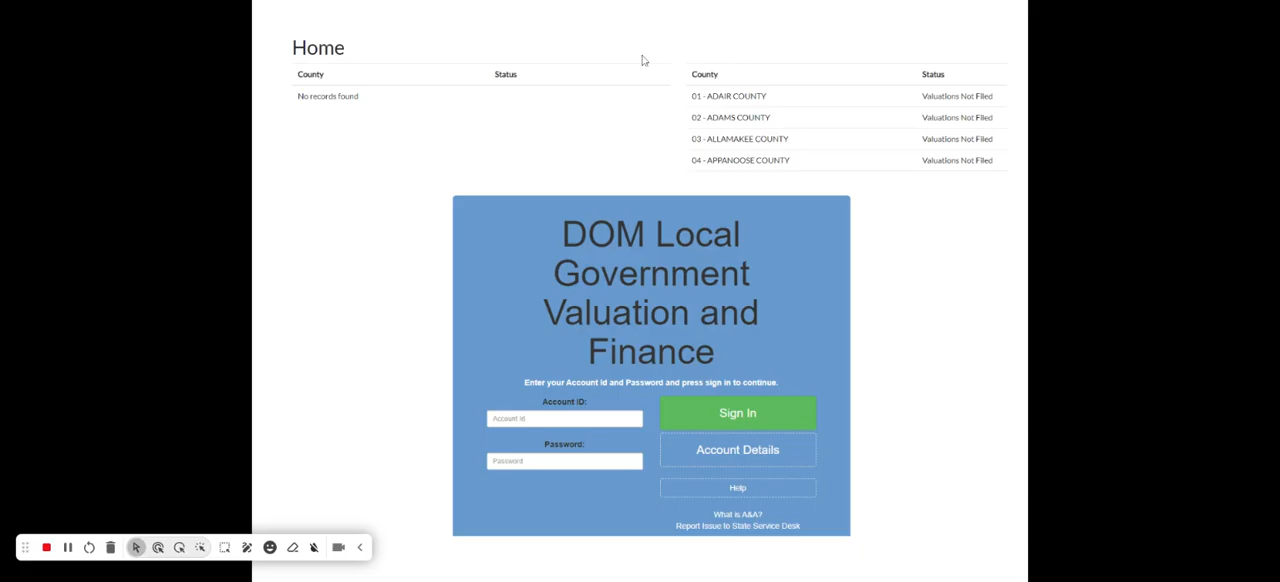 Home
County Status
No records found
County Status
01 - ADAIR COUNTY Valuations Not Filed
02 - ADAMS COUNTY Valuations Not Filed
03 - ALLAMAKEE COUNTY Valuations Not Filed
04 - APPANOOSE COUNTY Valuations Not Filed
DOM Local
Government
Valuation and
Finance
Enter your Account Id and Password and press sign in to continue.
Account ID:
Account Id
Password:
Password
Sign In
Account Details
Help
What is A&A?
Report Issue to State Service Desk